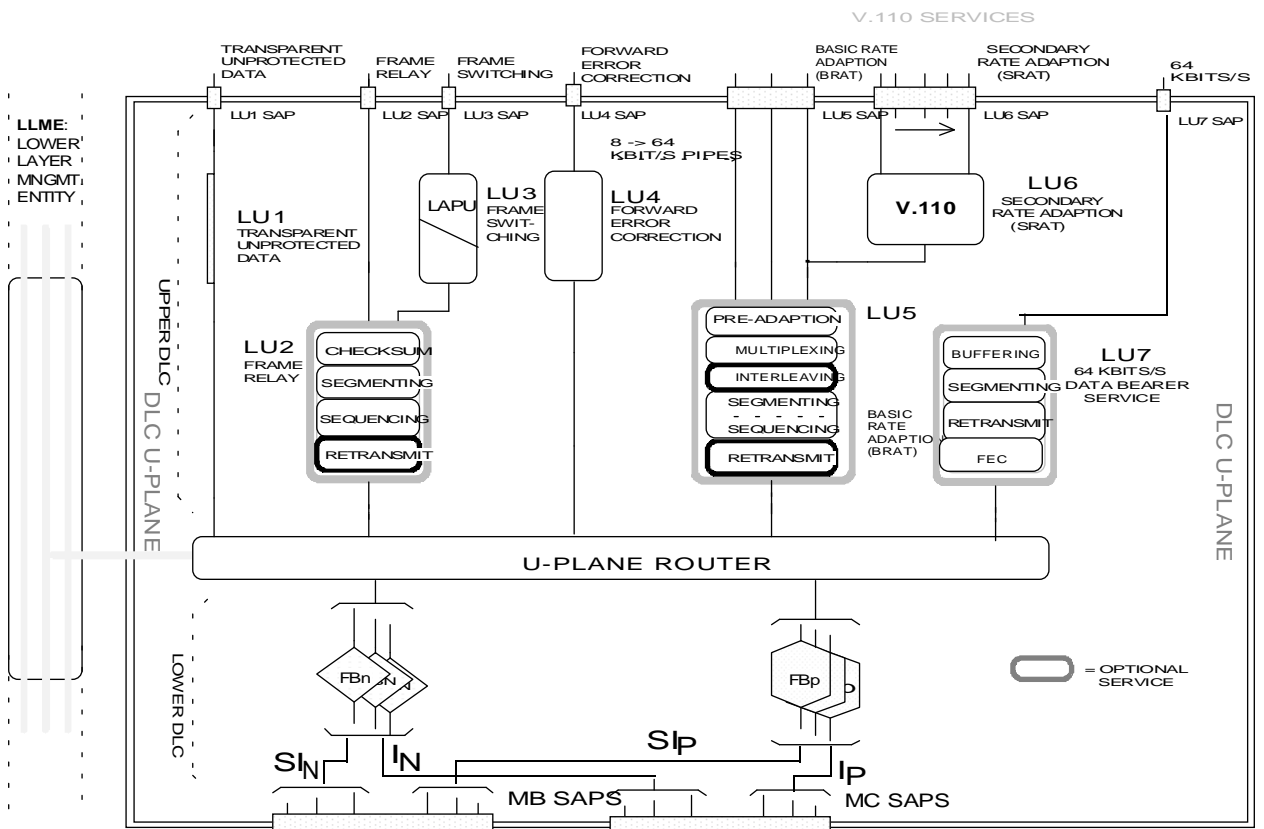 V.110 SERVICES
TRANSPARENT
UNPROTECTED
DATA
FRAME
RELAY
FRAME
SWITCHING
FORWARD
ERROR
CORRECTION
BASIC RATE
ADAPTION
(BRAT)
SECONDARY
RATE ADAPTION
(SRAT)
64
KBITS/S
LU1 SAP
LU2 SAP
LU3 SAP
LU4 SAP
LU5 SAP
LU6 SAP
LU7 SAP
LLME:
LOWER
LAYER
MNGMT
ENTITY
8 -> 64
KBIT/S PIPES
LU1
TRANSPARENT
UNPROTECTED
DATA
LAPU
LU3
FRAME
SWIT-
CHING
LU4
FORWARD
ERROR
CORRECTION
V.110
LU6
SECONDARY
RATE ADAPTION
(SRAT)
UPPER DLC
DLC U-PLANE
LU2
FRAME
RELAY
CHECKSUM
SEGMENTING
SEQUENCING
RETRANSMIT
PRE-ADAPTION
MULTIPLEXING
INTERLEAVING
SEGMENTING
SEQUENCING
RETRANSMIT
LU5
BASIC
RATE
ADAPTIO
(BRAT)
BUFFERING
SEGMENTING
RETRANSMIT
FEC
LU7
64 KBITS/S
DATA BEARER
SERVICE
DLC U-PLANE
U-PLANE ROUTER
LOWER DLC
FBn
FBp
= OPTIONAL
SERVICE
SIN
IN
SIP
IP
MB SAPS
MC SAPS